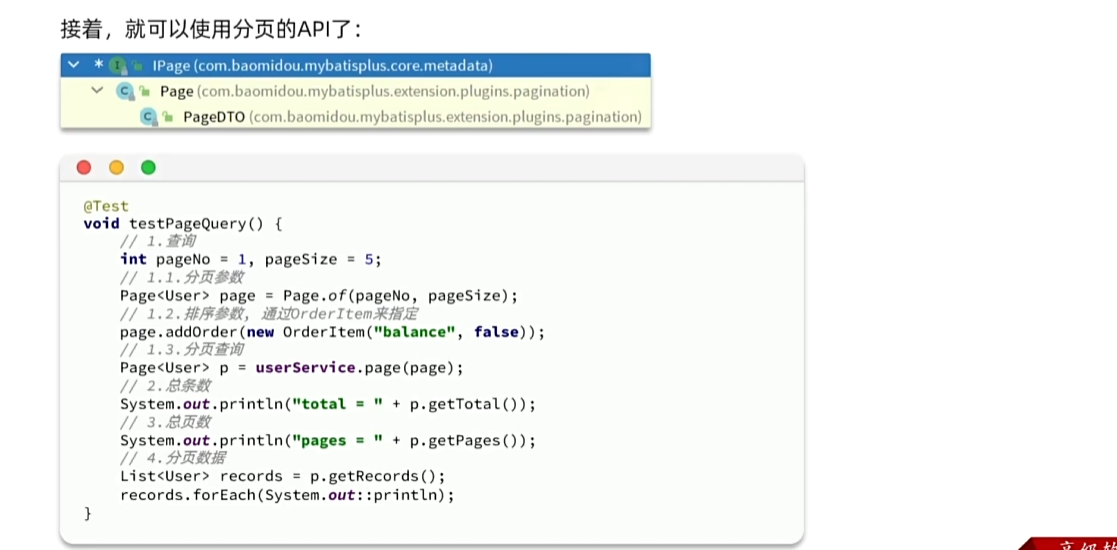 接着，就可以使用分页的API了：
IPage (com.baomidou.mybatisplus.core.metadata)
Page (com.baomidou.mybatisplus.extension.plugins.pagination)
PageDTO (com.baomidou.mybatisplus.extension.plugins.pagination)
@Test
void testPageQuery() {
// 1.查询
int pageNo = 1, pageSize = 5;
// 1.1.分页参数
Page<User> page = Page.of(pageNo, pageSize);
// 1.2.排序参数, 通过OrderItem来指定
page.addOrder(new OrderItem("balance", false));
// 1.3.分页查询
Page<User> p = userService.page(page);
// 2.总条数
System.out.println("total = " + p.getTotal());
// 3.总页数
System.out.println("pages = " + p.getPages());
// 4.分页数据
List<User> records = p.getRecords();
records.forEach(System.out::println);
}